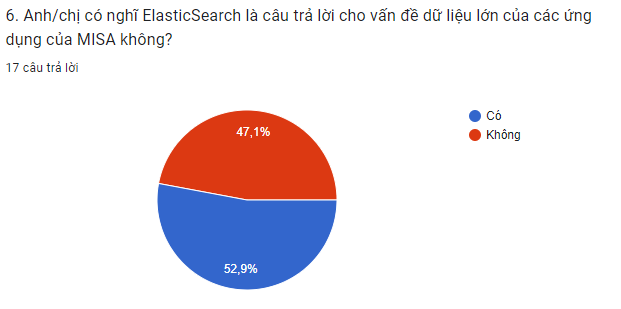 6. Anh/chị có nghĩ ElasticSearch là câu trả lời cho vấn đề dữ liệu lớn của các ứng
dụng của MISA không?
17 câu trả lời
Có
Không
47,1%
52,9%